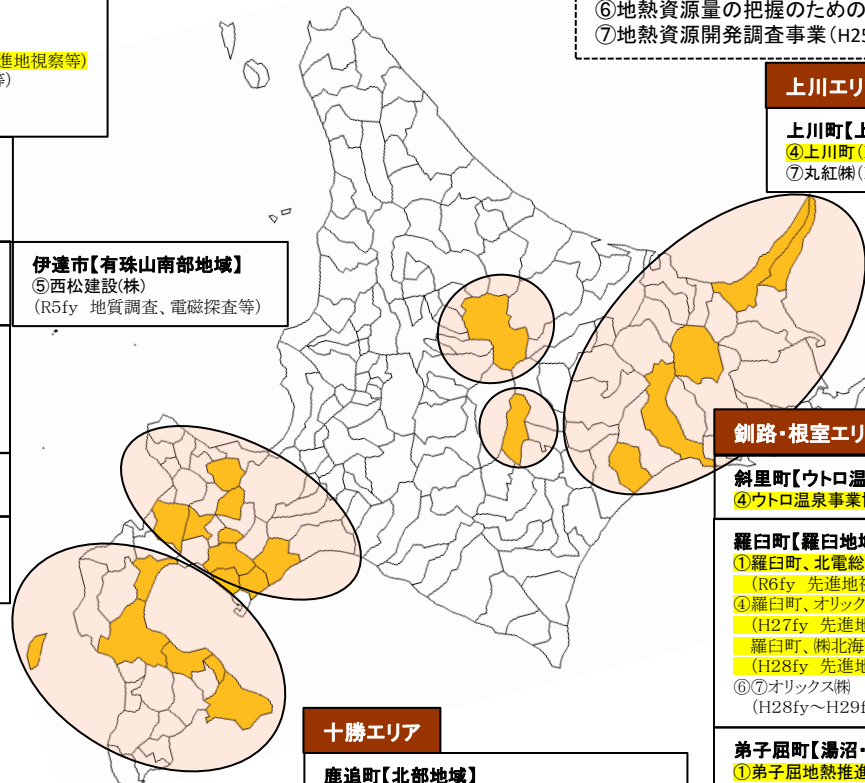 進地視察等)
等)
⑥地熱資源量の把握のための
⑦地熱資源開発調査事業(H25
上川エリ
上川町【上
④上川町(
⑦丸紅㈱(
伊達市【有珠山南部地域】
⑤西松建設(株)
(R5fy 地質調査、電磁探査等)
釧路・根室エリ
斜里町【ウトロ温
④ウトロ温泉事業
羅臼町【羅臼地
①羅臼町、北電総
(R6fy 先進地視
④羅臼町、オリック
(H27fy 先進地
羅臼町、㈱北海
(H28fy 先進地
⑥⑦オリックス㈱
(H28fy～H29f
弟子屈町【湯沼・
①弟子屈地熱推進
十勝エリア
鹿追町【北部地域】